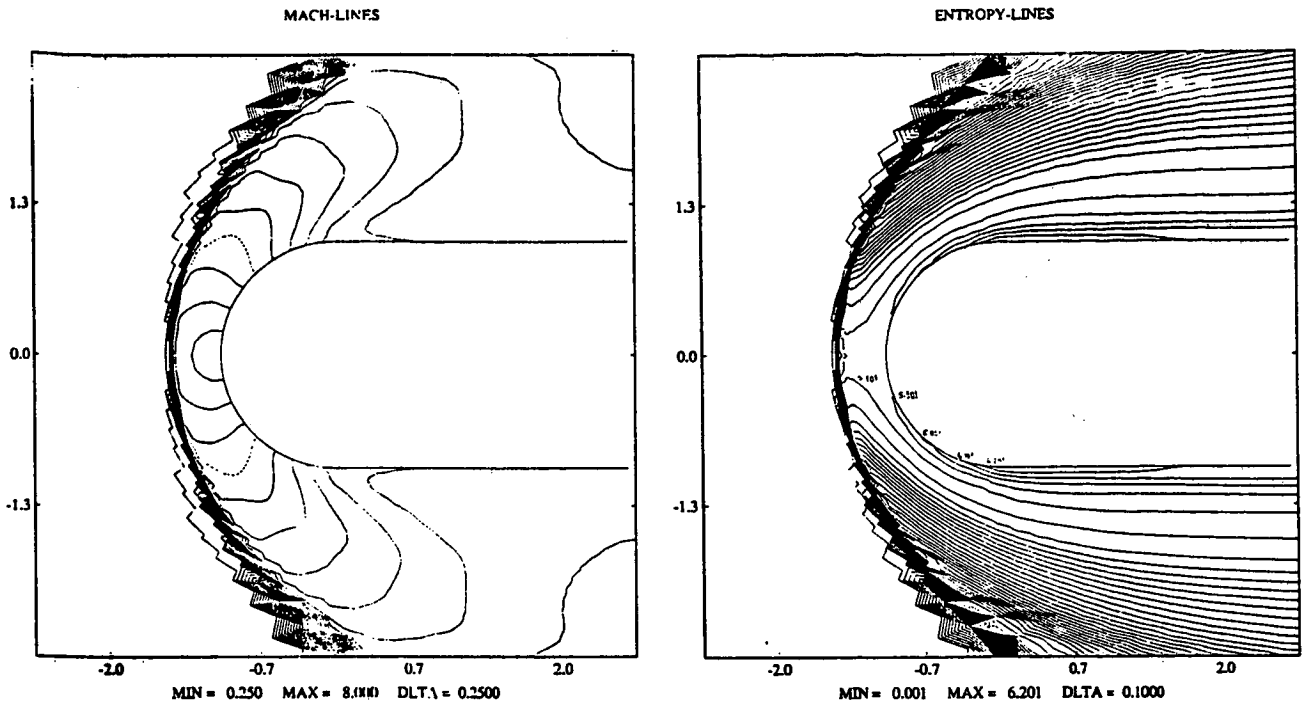 MACH-LINES
ENTROPY-LINES
1.3
0.0
-1.3
-2.0 -0.7 0.7 2.0
MIN = 0.250 MAX = 8.000 DLTA = 0.2500
1.3
0.0
-1.3
-2.0 -0.7 0.7 2.0
MIN = 0.001 MAX = 6.201 DLTA = 0.1000